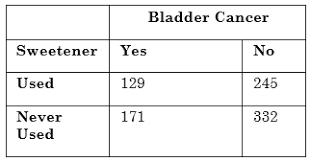 Bladder Cancer
Sweetener Yes No
Used 129 245
Never 171 332
Used